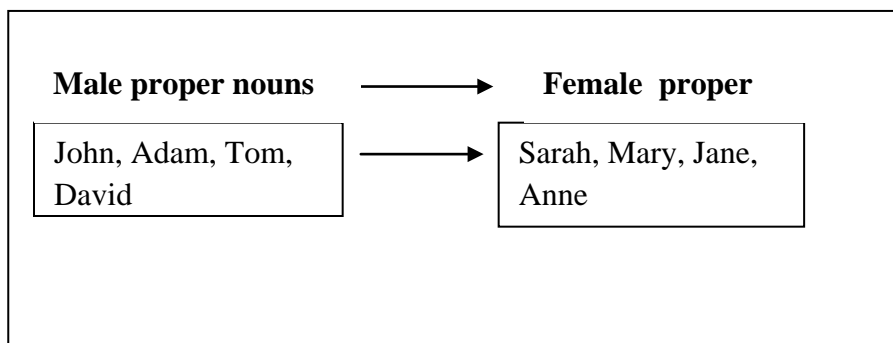 Male proper nouns Female proper
John, Adam, Tom,
David
Sarah, Mary, Jane,
Anne